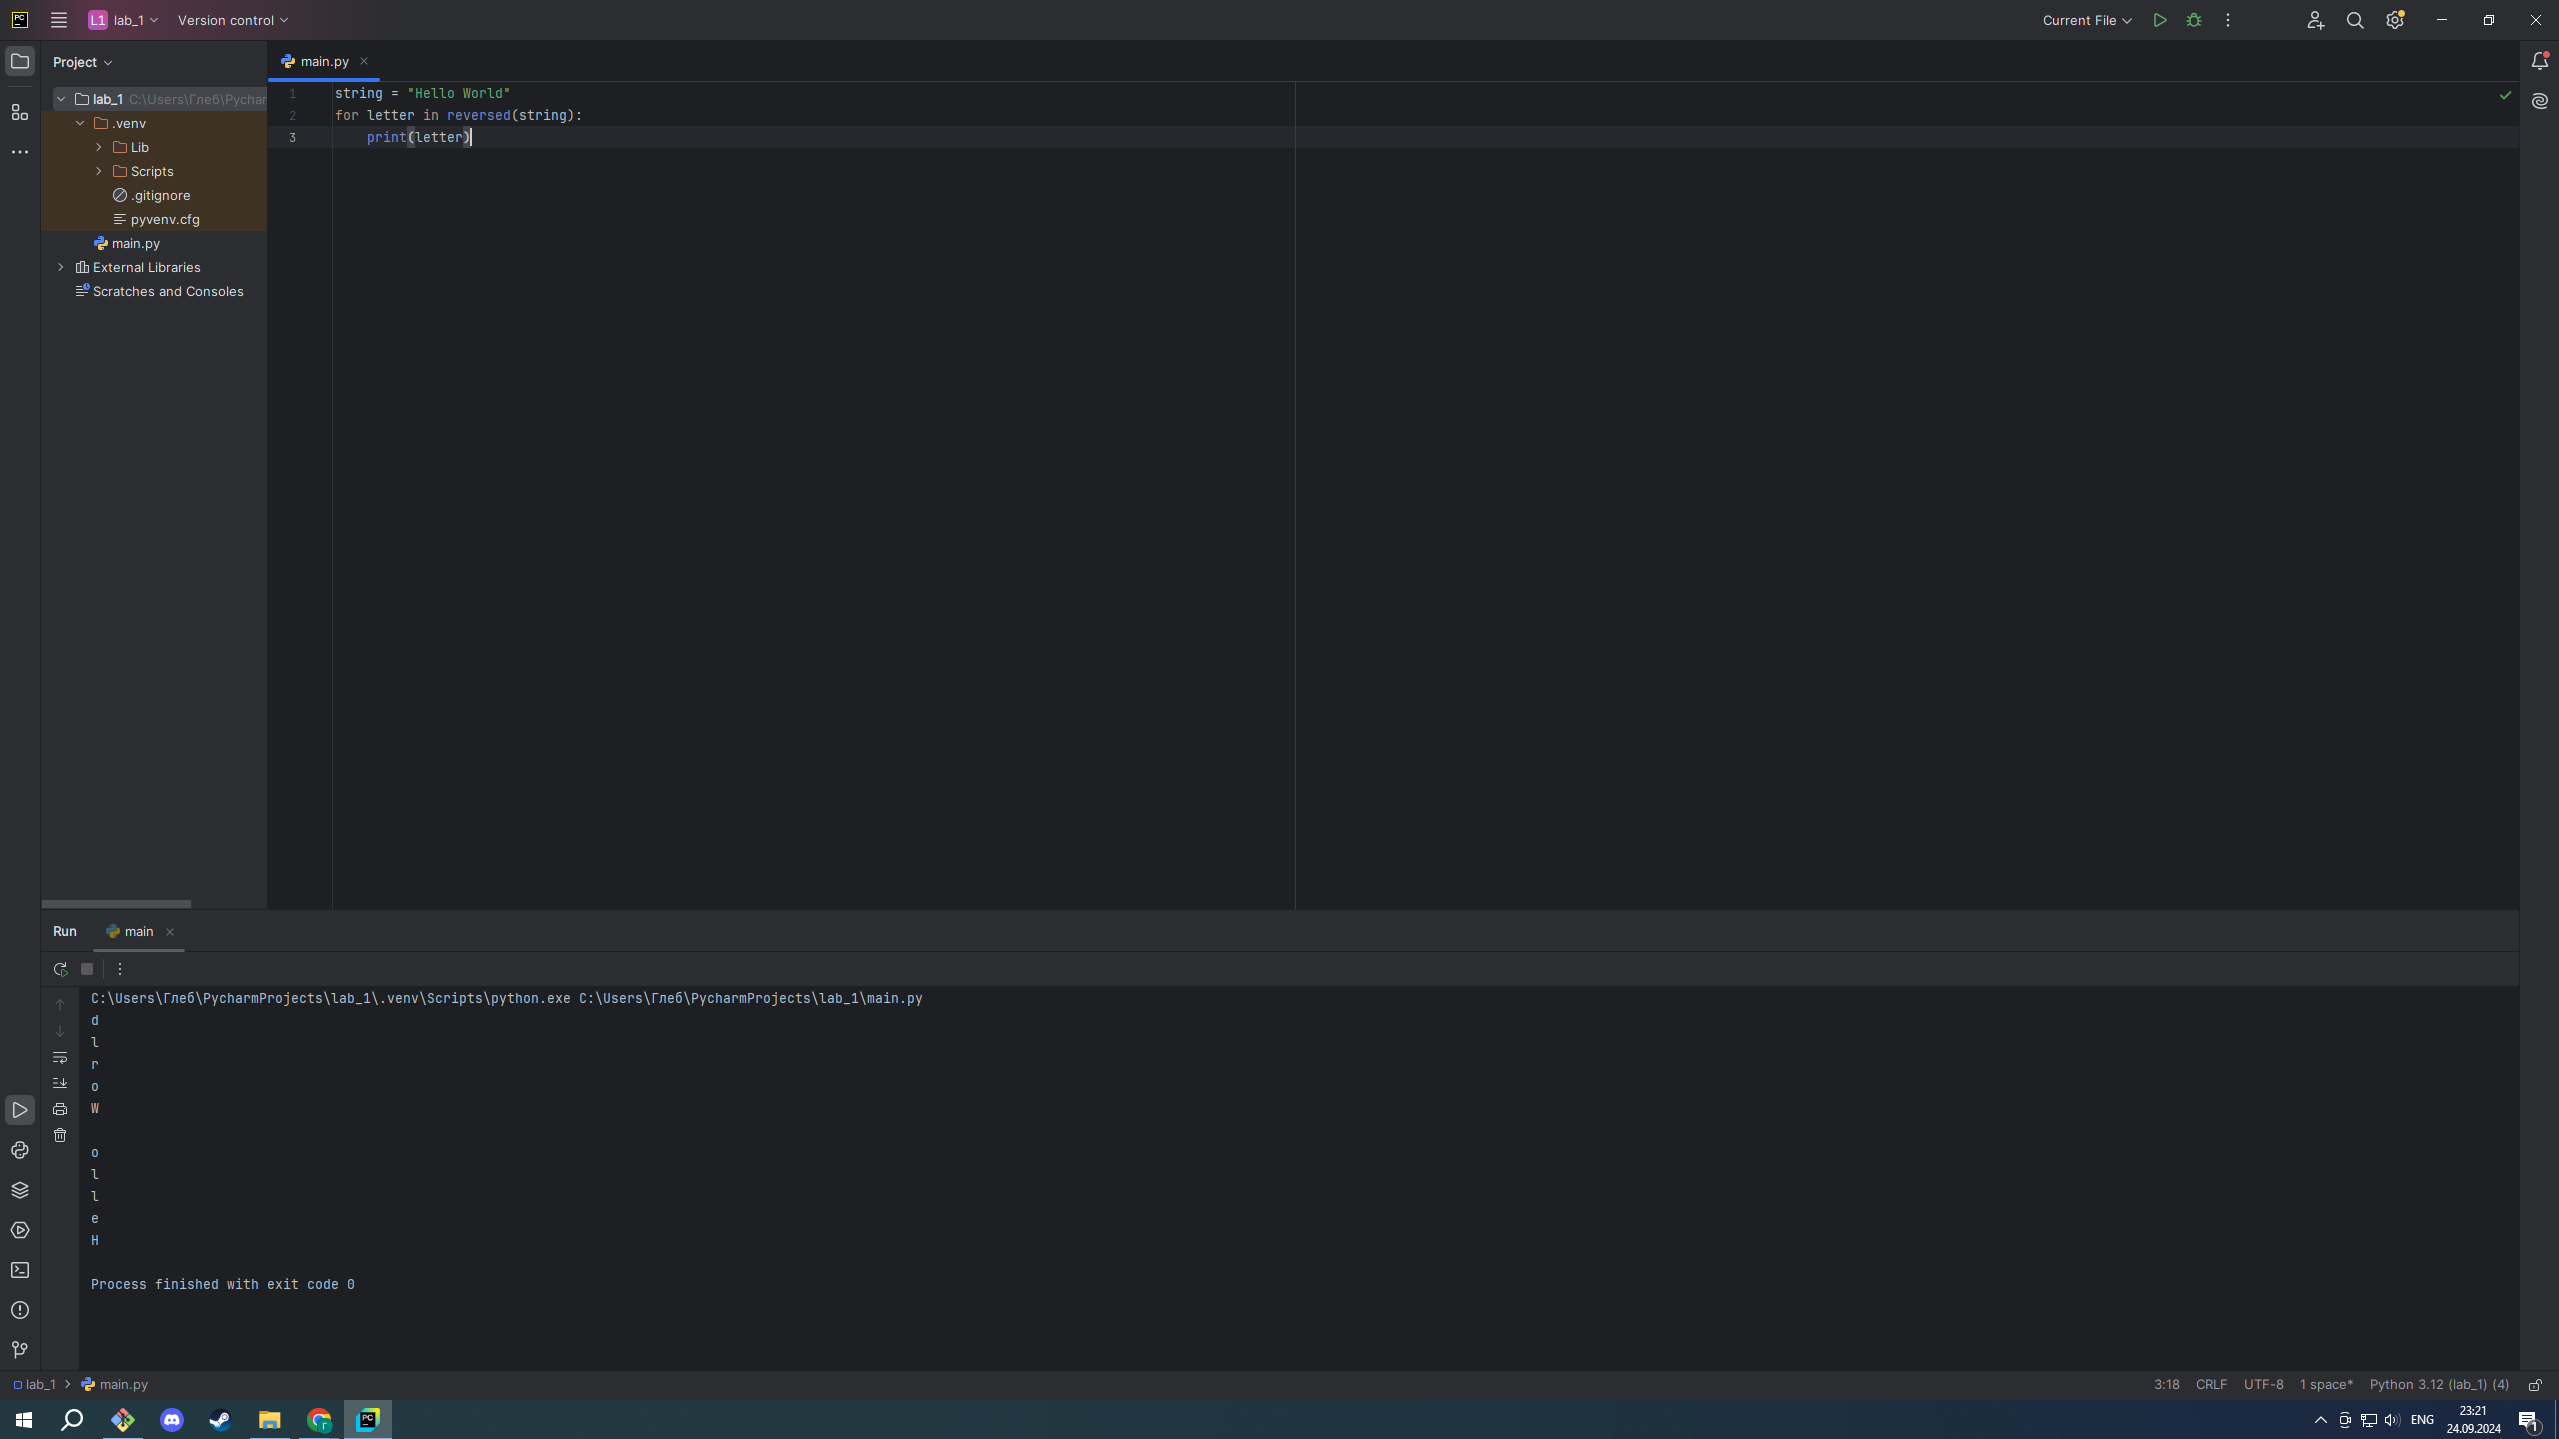 PC L1 lab_1 Version control Current File
Project
main.py
lab_1 C:\Users\Глеб\Pychar
.venv
Lib
Scripts
.gitignore
pyvenv.cfg
main.py
External Libraries
Scratches and Consoles
1 string = "Hello World"
2 for letter in reversed(string):
3     print(letter)
Run main
C:\Users\Глеб\PycharmProjects\lab_1\.venv\Scripts\python.exe C:\Users\Глеб\PycharmProjects\lab_1\main.py
d
l
r
o
W
o
l
l
e
H
Process finished with exit code 0
lab_1 main.py 3:18 CRLF UTF-8 1 space* Python 3.12 (lab_1) (4)
r PC ENG 23:21
24.09.2024
1